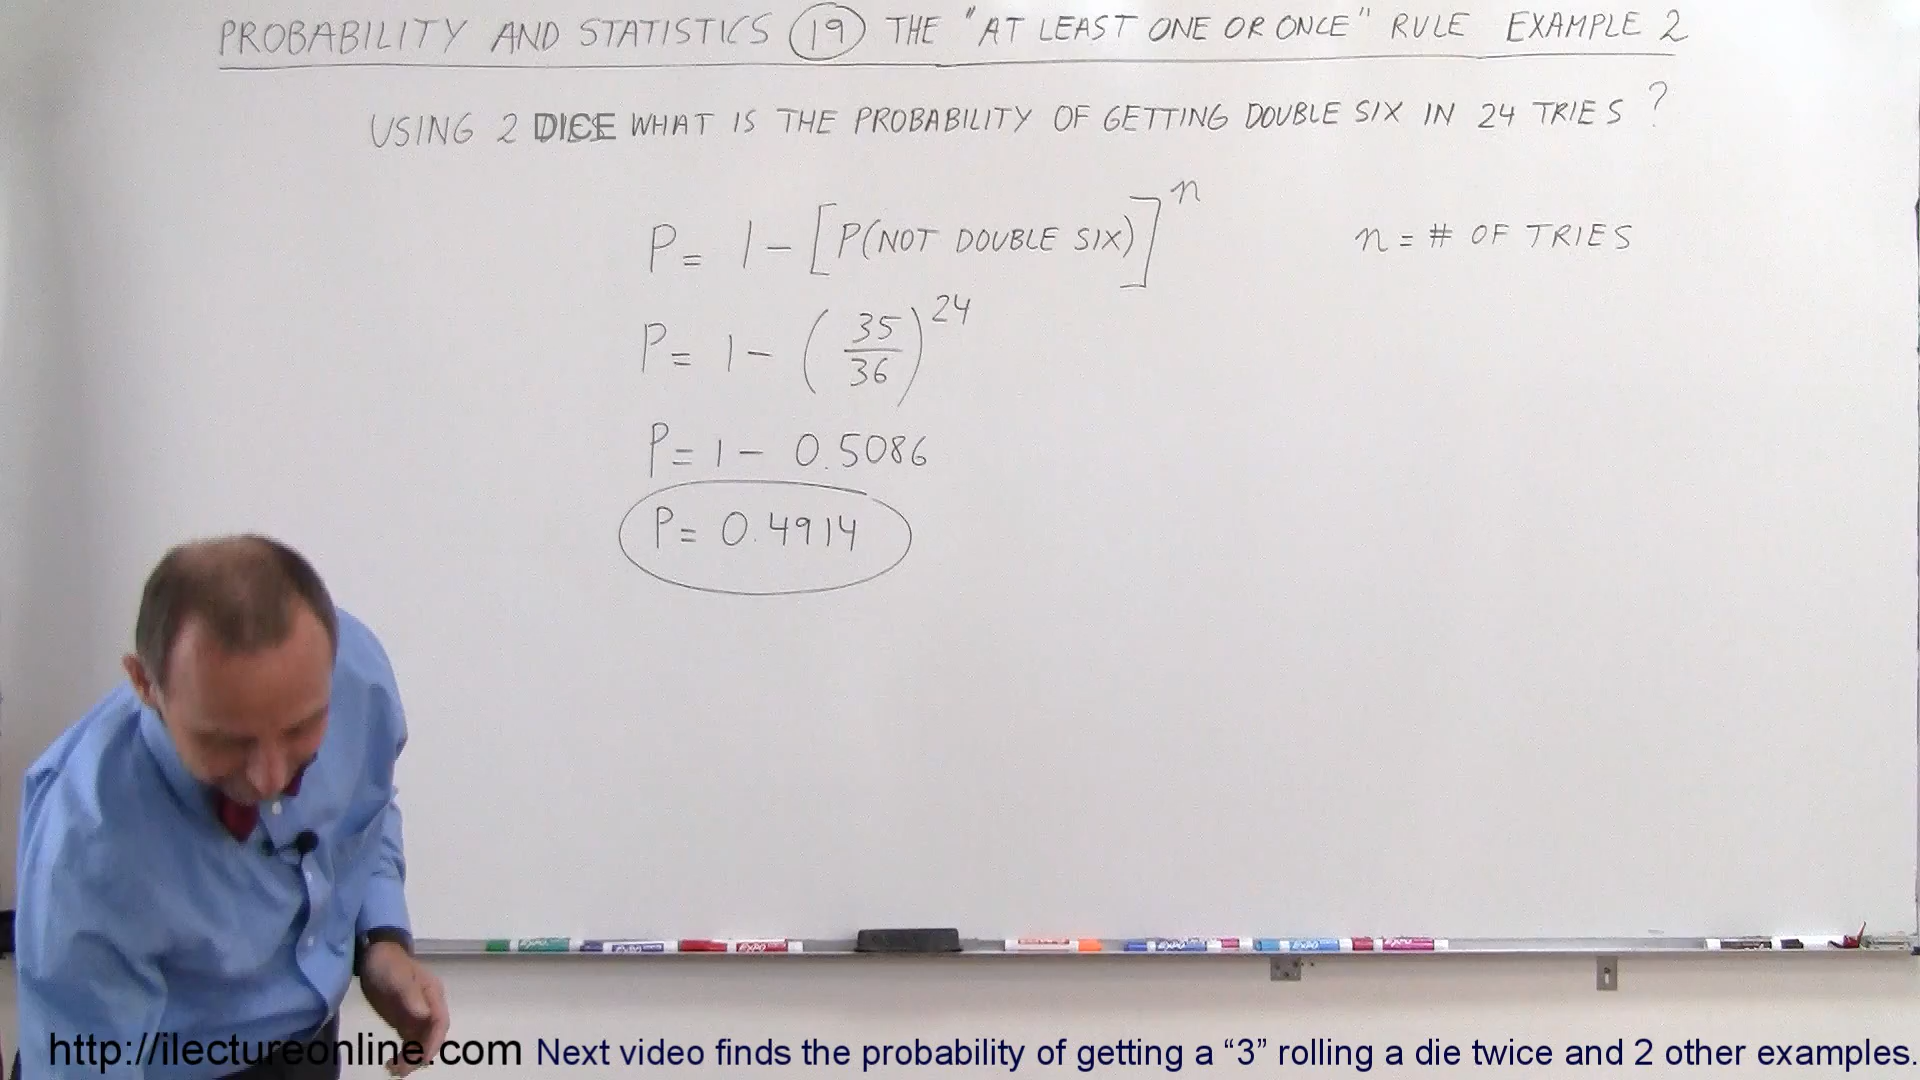 PROBABILITY AND STATISTICS 19 THE "AT LEAST ONE OR ONCE" RULE EXAMPLE 2
USING 2 DICE WHAT IS THE PROBABILITY OF GETTING DOUBLE SIX IN 24 TRIES ?
P = 1 - [P(NOT DOUBLE SIX)]^n
n = # OF TRIES
P = 1 - (35/36)^24
P = 1 - 0.5086
P = 0.4914
http://ilectureonline.com Next video finds the probability of getting a “3” rolling a die twice and 2 other examples.